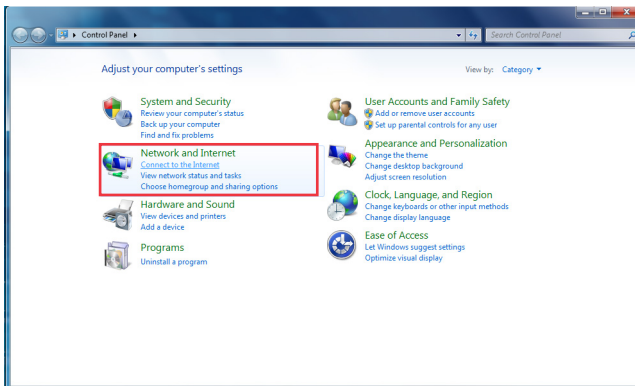 Control Panel
Search Control Panel
Adjust your computer's settings
View by: Category
System and Security
Review your computer's status
Back up your computer
Find and fix problems
Network and Internet
Connect to the Internet
View network status and tasks
Choose homegroup and sharing options
Hardware and Sound
View devices and printers
Add a device
Programs
Uninstall a program
User Accounts and Family Safety
Add or remove user accounts
Set up parental controls for any user
Appearance and Personalization
Change the theme
Change desktop background
Adjust screen resolution
Clock, Language, and Region
Change keyboards or other input methods
Change display language
Ease of Access
Let Windows suggest settings
Optimize visual display